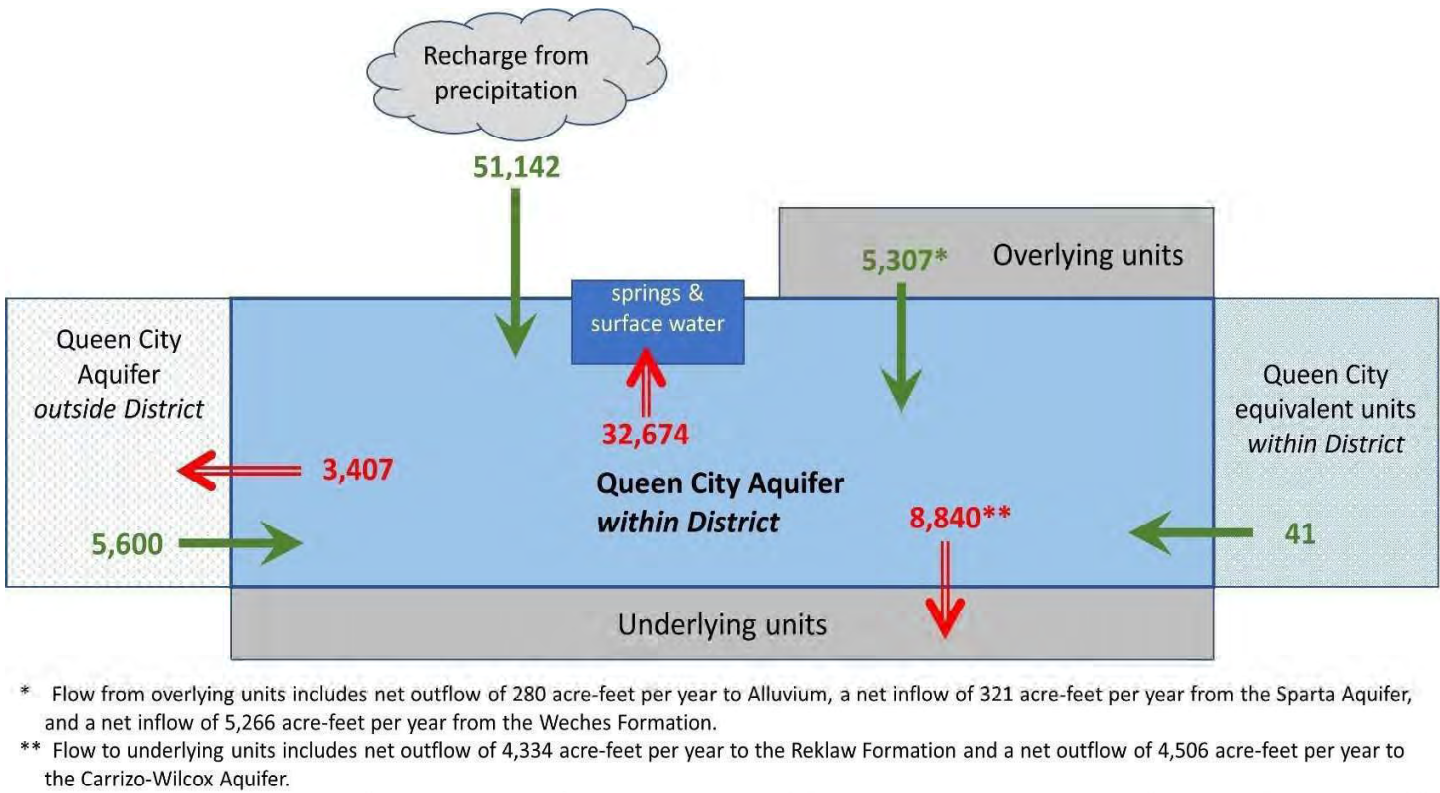 Recharge from
precipitation
51,142
5,307*
Overlying units
springs &
surface water
Queen City
Aquifer
outside District
Queen City
equivalent units
within District
32,674
3,407
Queen City Aquifer
within District
8,840**
5,600
41
Underlying units
* Flow from overlying units includes net outflow of 280 acre-feet per year to Alluvium, a net inflow of 321 acre-feet per year from the Sparta Aquifer,
and a net inflow of 5,266 acre-feet per year from the Weches Formation.
** Flow to underlying units includes net outflow of 4,334 acre-feet per year to the Reklaw Formation and a net outflow of 4,506 acre-feet per year to
the Carrizo-Wilcox Aquifer.